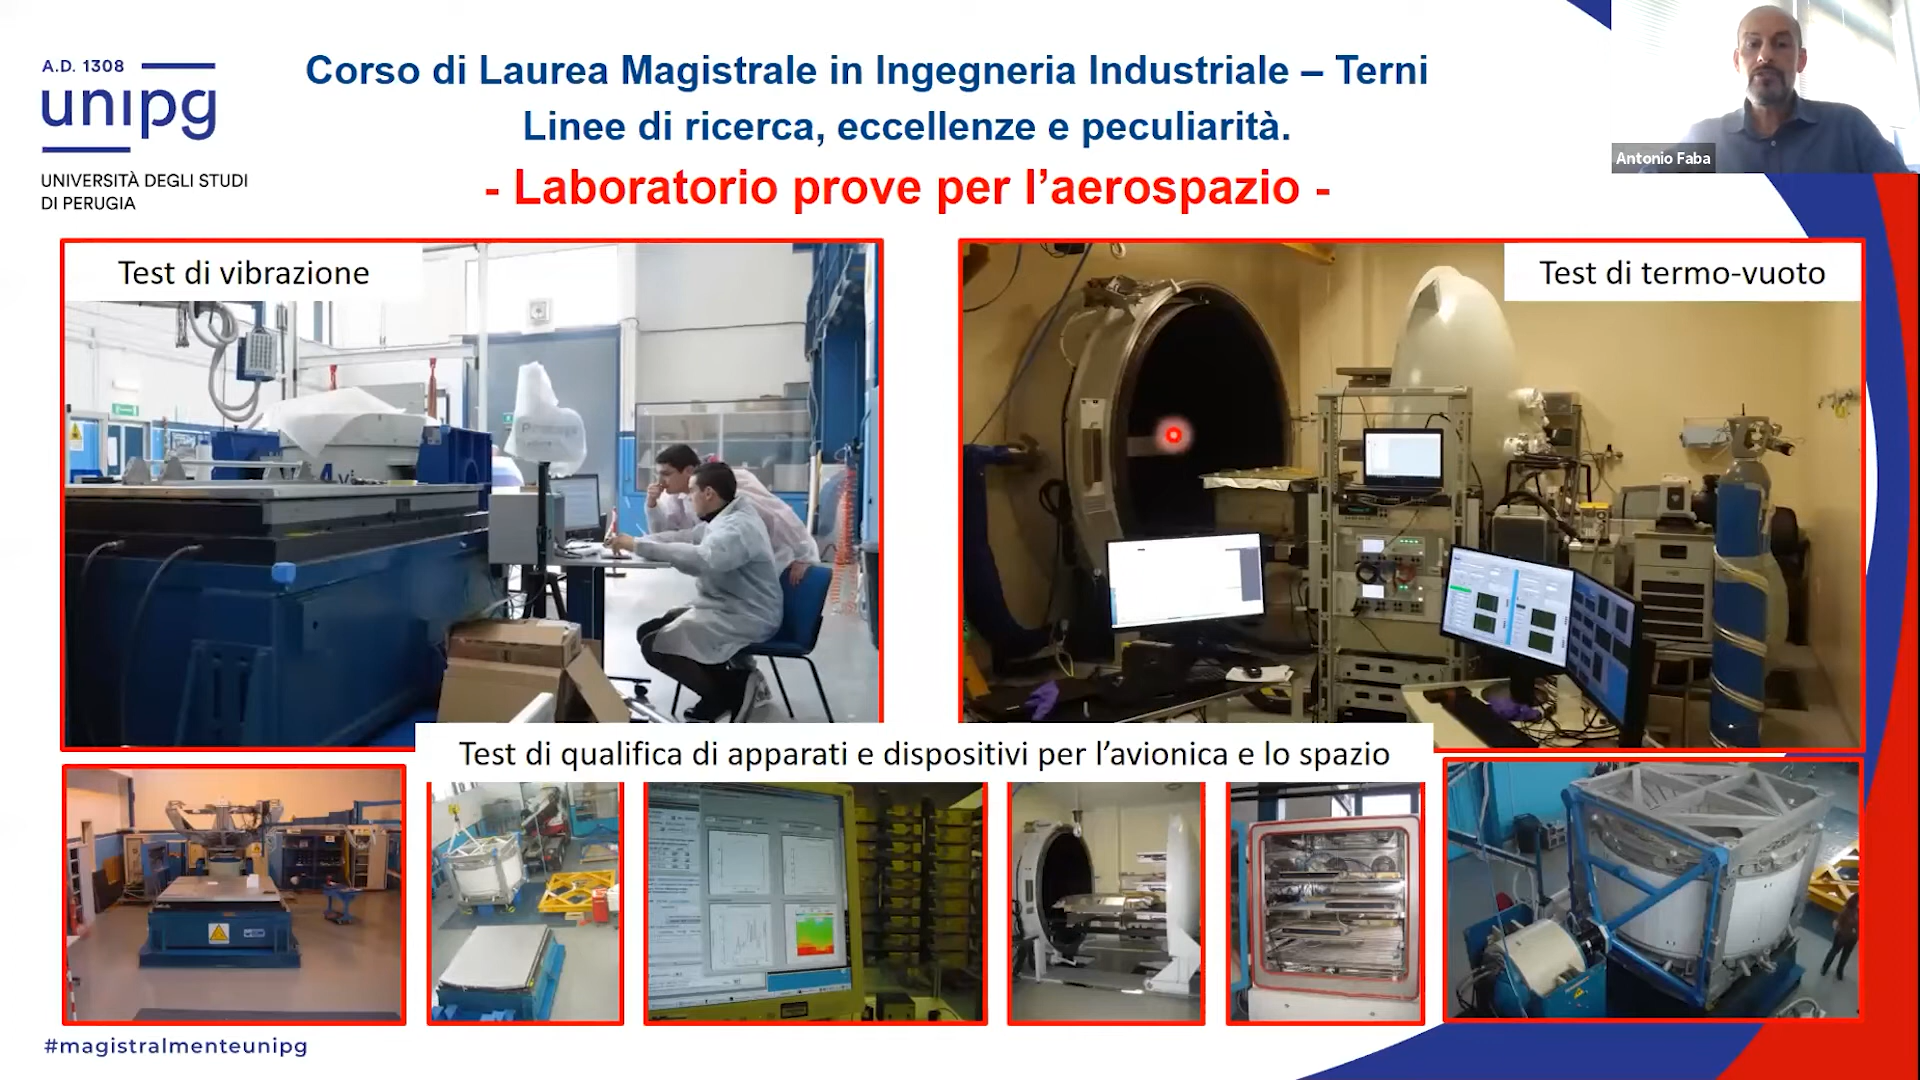 A.D. 1308
unipg
UNIVERSITÀ DEGLI STUDI
DI PERUGIA
Corso di Laurea Magistrale in Ingegneria Industriale – Terni
Linee di ricerca, eccellenze e peculiarità.
- Laboratorio prove per l’aerospazio -
Antonio Faba
Test di vibrazione
Test di termo-vuoto
Test di qualifica di apparati e dispositivi per l’avionica e lo spazio
#magistralmenteunipg